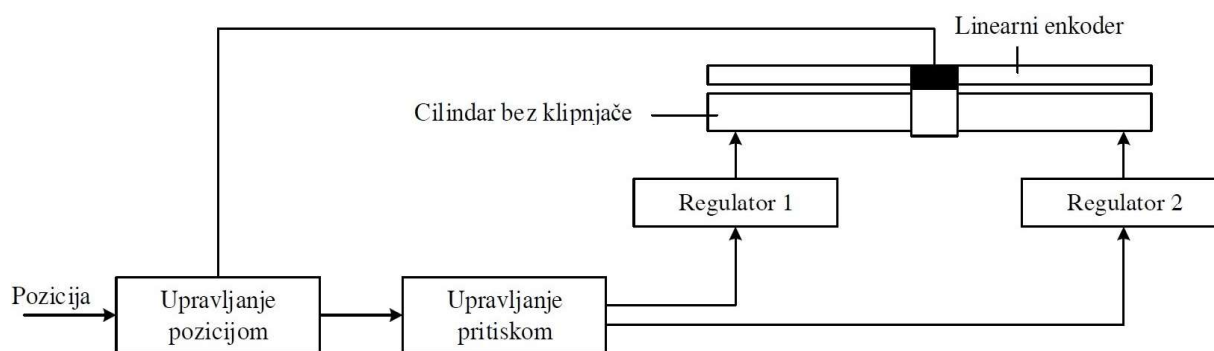 Linearni enkoder
Cilindar bez klipnjače
Regulator 1
Regulator 2
Pozicija
Upravljanje
pozicijom
Upravljanje
pritiskom